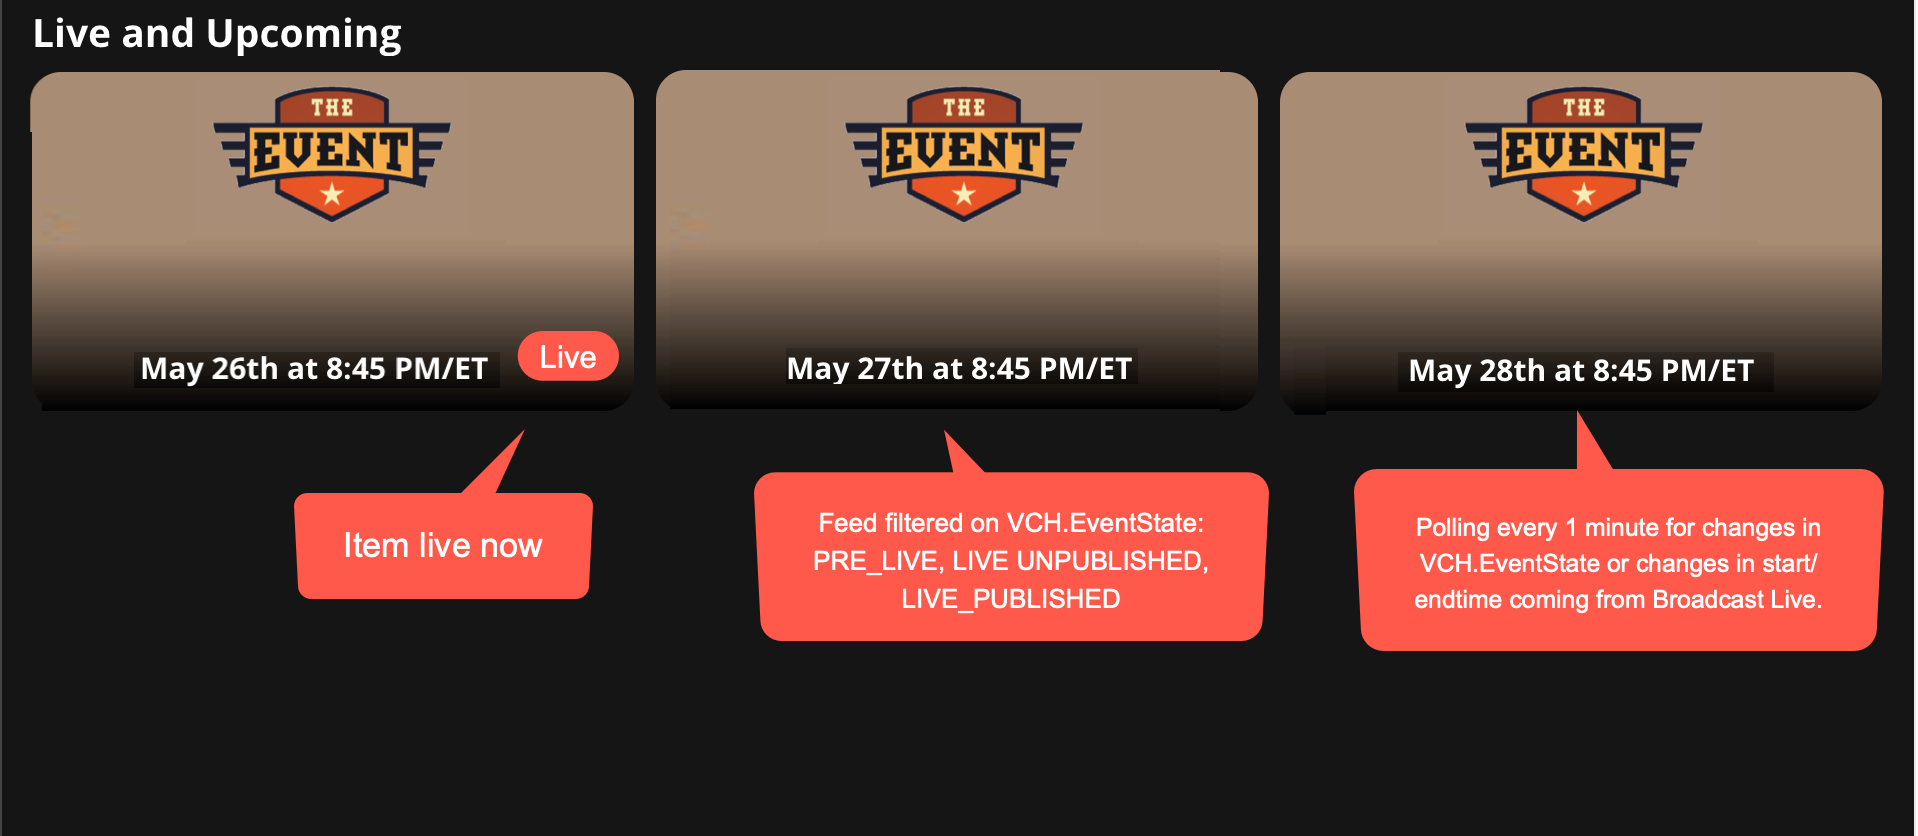 Live and Upcoming
THE
EVENT
THE
EVENT
THE
EVENT
May 26th at 8:45 PM/ET
Live
May 27th at 8:45 PM/ET
May 28th at 8:45 PM/ET
Item live now
Feed filtered on VCH.EventState:
PRE_LIVE, LIVE UNPUBLISHED,
LIVE_PUBLISHED
Polling every 1 minute for changes in
VCH.EventState or changes in start/
endtime coming from Broadcast Live.